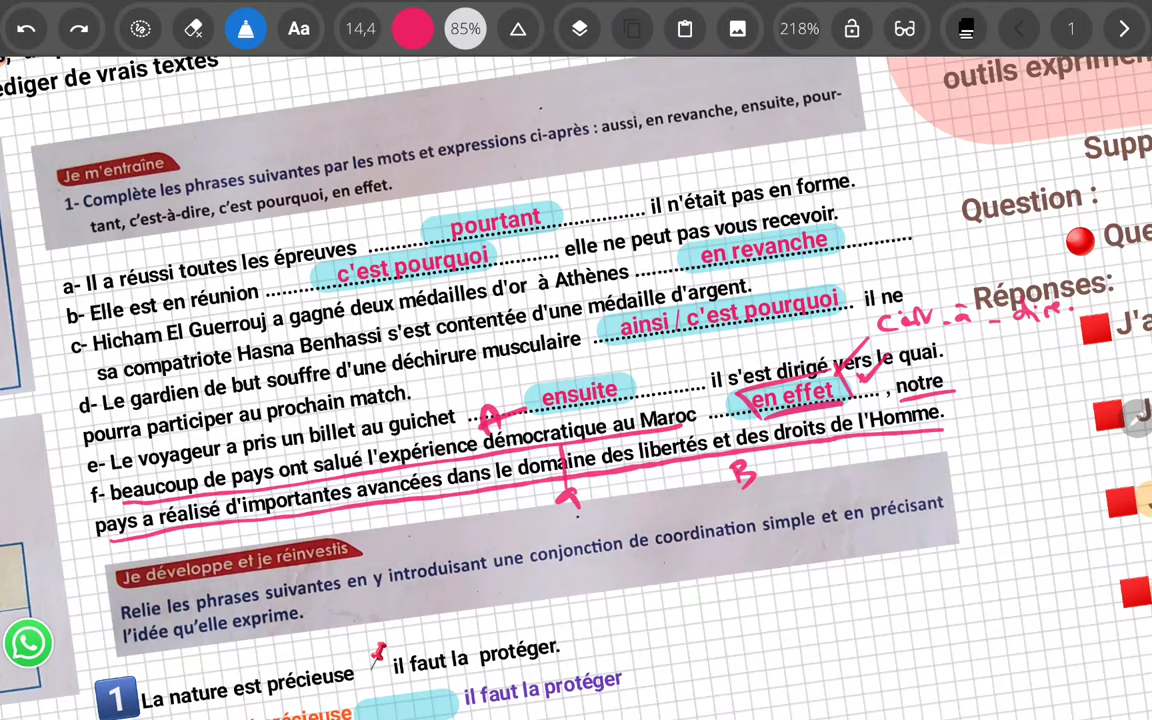 Aa 14,4 85% 218% 1
ediger de vrais textes
outils exprimen
Je m'entraîne
1- Complète les phrases suivantes par les mots et expressions ci-après : aussi, en revanche, ensuite, pour-
tant, c'est-à-dire, c'est pourquoi, en effet.
a- Il a réussi toutes les épreuves ........ pourtant ........ il n'était pas en forme.
b- Elle est en réunion ........ c'est pourquoi ........ elle ne peut pas vous recevoir.
c- Hicham El Guerrouj a gagné deux médailles d'or à Athènes ........ en revanche ........
sa compatriote Hasna Benhassi s'est contentée d'une médaille d'argent.
d- Le gardien de but souffre d'une déchirure musculaire ........ ainsi / c'est pourquoi .. il ne
pourra participer au prochain match.
e- Le voyageur a pris un billet au guichet ........ ensuite ........ il s'est dirigé vers le quai.
f- beaucoup de pays ont salué l'expérience démocratique au Maroc ........ en effet ........ , notre
pays a réalisé d'importantes avancées dans le domaine des libertés et des droits de l'Homme.
A
B
Supp
Question :
Que
Réponses:
J'a
J
Je développe et je réinvestis
Relie les phrases suivantes en y introduisant une conjonction de coordination simple et en précisant
l'idée qu'elle exprime.
1 La nature est précieuse il faut la protéger.
précieuse il faut la protéger